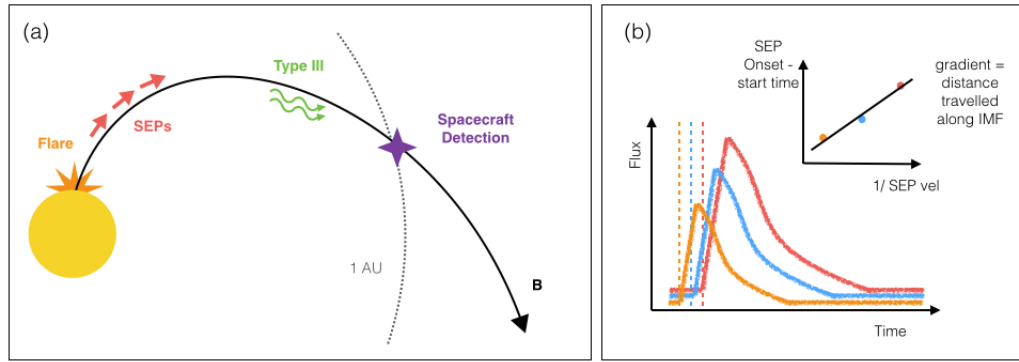 (a)
Type III
SEPs
Flare
Spacecraft
Detection
1 AU
B
(b)
SEP
Onset -
start time
gradient =
distance
travelled
along IMF
1/ SEP vel
Flux
Time